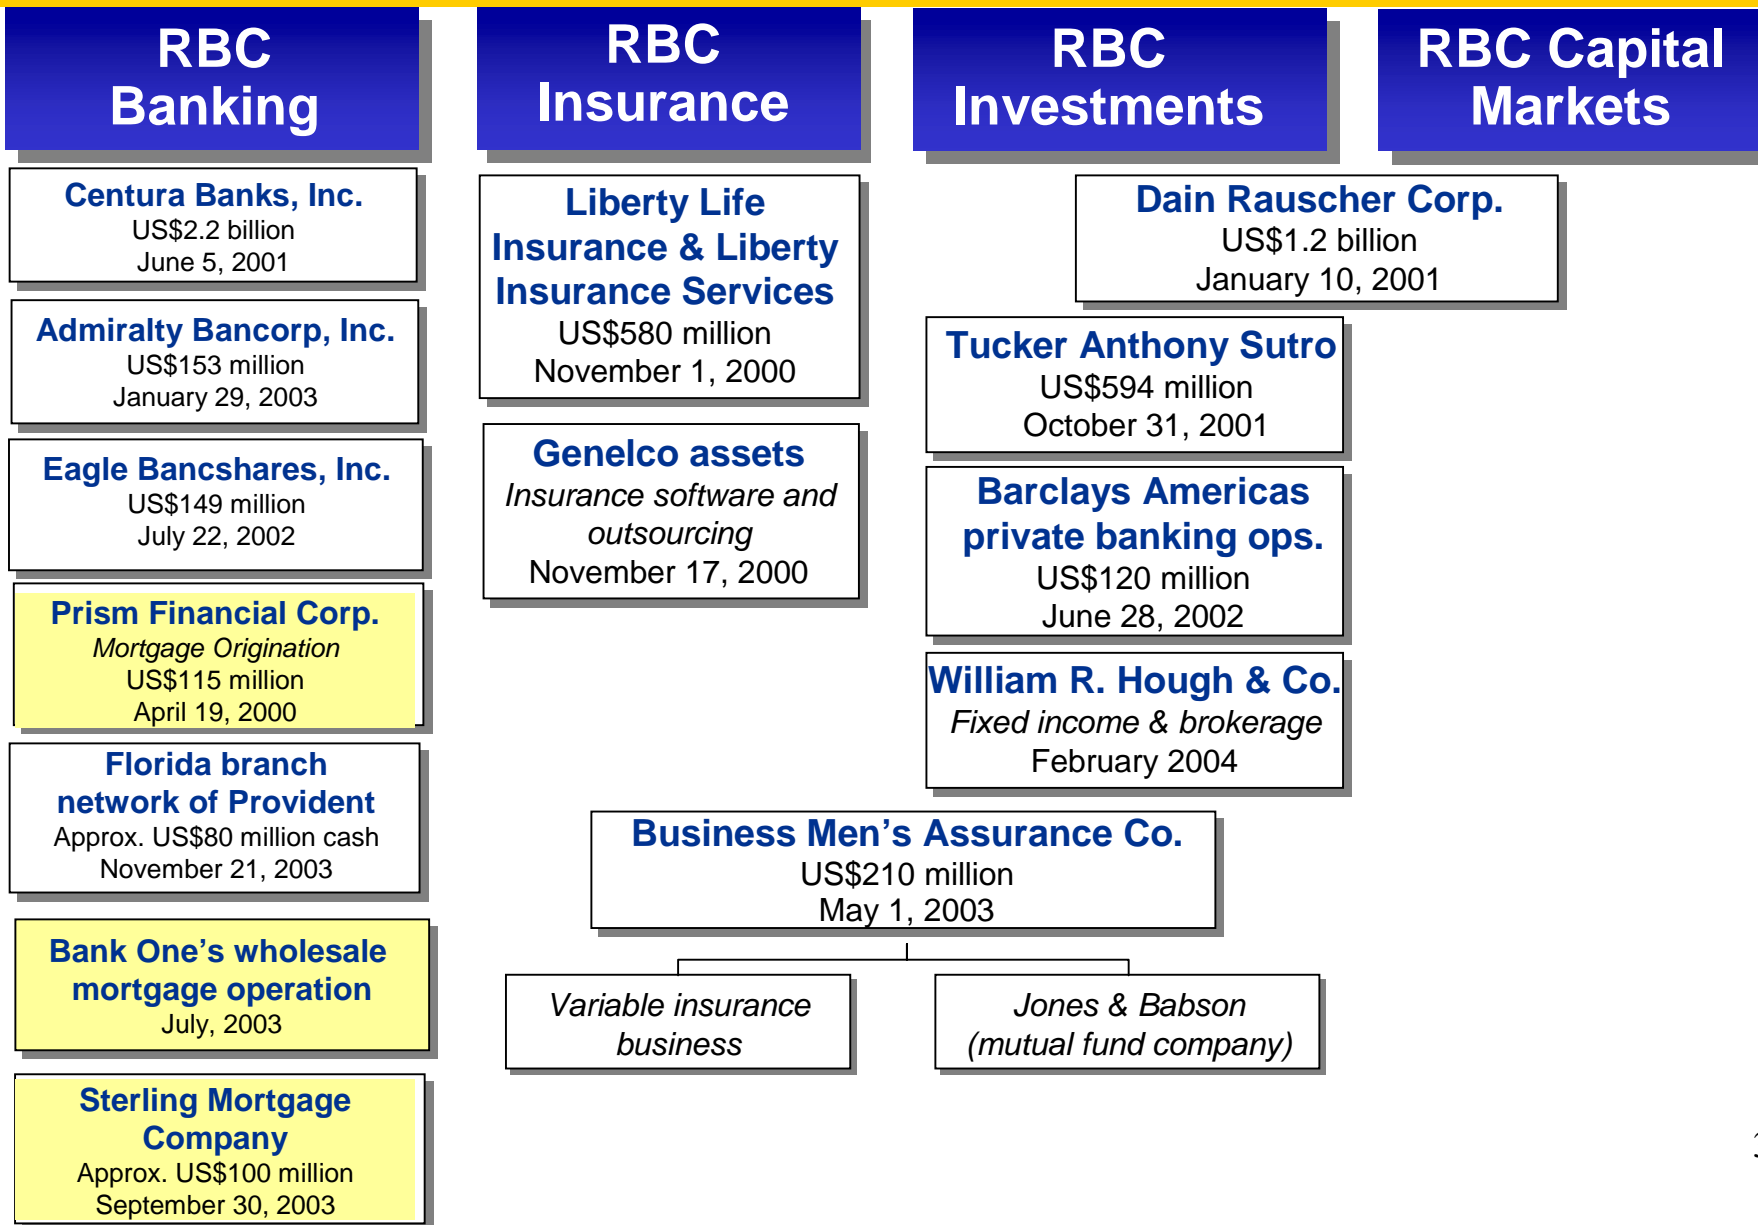 RBC
Banking
RBC
Insurance
RBC
Investments
RBC Capital
Markets
Centura Banks, Inc.
US$2.2 billion
June 5, 2001
Admiralty Bancorp, Inc.
US$153 million
January 29, 2003
Eagle Bancshares, Inc.
US$149 million
July 22, 2002
Prism Financial Corp.
Mortgage Origination
US$115 million
April 19, 2000
Florida branch
network of Provident
Approx. US$80 million cash
November 21, 2003
Bank One’s wholesale
mortgage operation
July, 2003
Sterling Mortgage
Company
Approx. US$100 million
September 30, 2003
Liberty Life
Insurance & Liberty
Insurance Services
US$580 million
November 1, 2000
Genelco assets
Insurance software and
outsourcing
November 17, 2000
Dain Rauscher Corp.
US$1.2 billion
January 10, 2001
Tucker Anthony Sutro
US$594 million
October 31, 2001
Barclays Americas
private banking ops.
US$120 million
June 28, 2002
William R. Hough & Co.
Fixed income & brokerage
February 2004
Business Men’s Assurance Co.
US$210 million
May 1, 2003
Variable insurance
business
Jones & Babson
(mutual fund company)